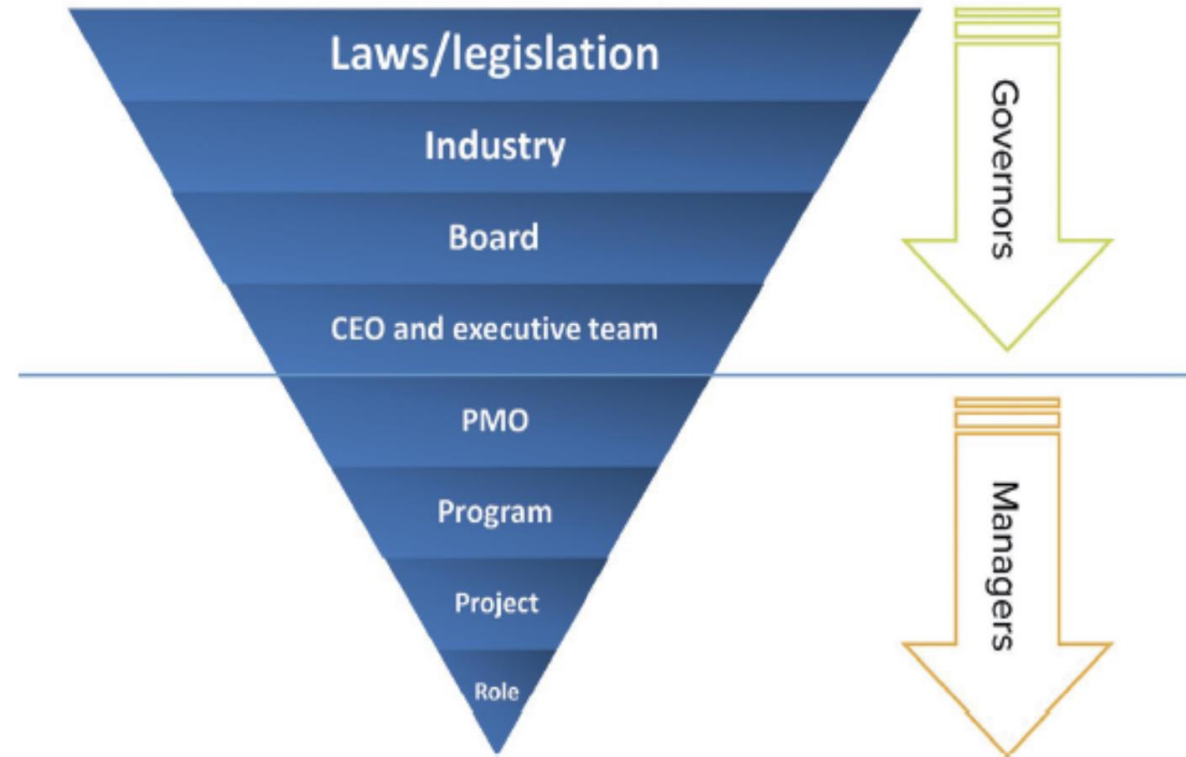 Laws/legislation
Industry
Board
CEO and executive team
Governors
PMO
Program
Project
Role
Managers